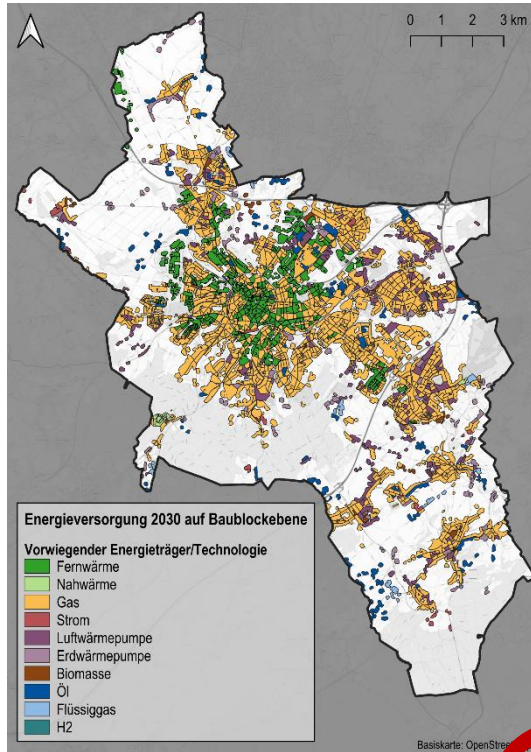 0 1 2 3 km
Energieversorgung 2030 auf Baublockebene
Vorwiegender Energieträger/Technologie
Fernwärme
Nahwärme
Gas
Strom
Luftwärmepumpe
Erdwärmepumpe
Biomasse
Öl
Flüssiggas
H2
Basiskarte: OpenStre